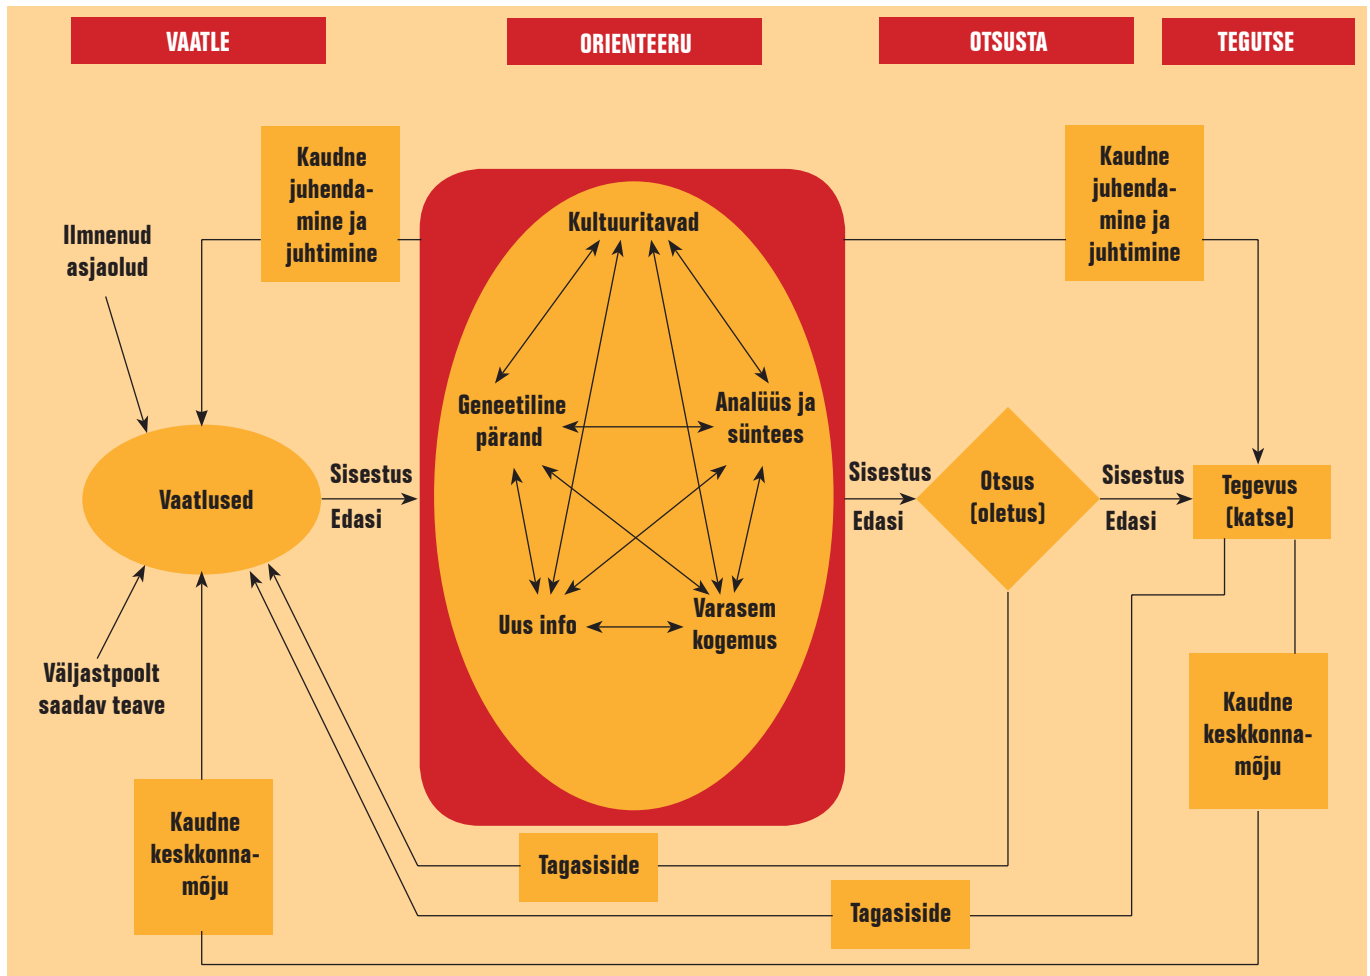 VAATLE
ORIENTEERU
OTSUSTA
TEGUTSE
Kaudne
juhenda-
mine ja
juhtimine
Kaudne
juhenda-
mine ja
juhtimine
Ilmnenud
asjaolud
Kultuuritavad
Geneetiline
pärand
Analüüs ja
süntees
Uus info
Varasem
kogemus
Vaatlused
Sisestus
Edasi
Sisestus
Edasi
Otsus
(oletus)
Sisestus
Edasi
Tegevus
(katse)
Väljastpoolt
saadav teave
Kaudne
keskkonna-
mõju
Kaudne
keskkonna-
mõju
Tagasiside
Tagasiside